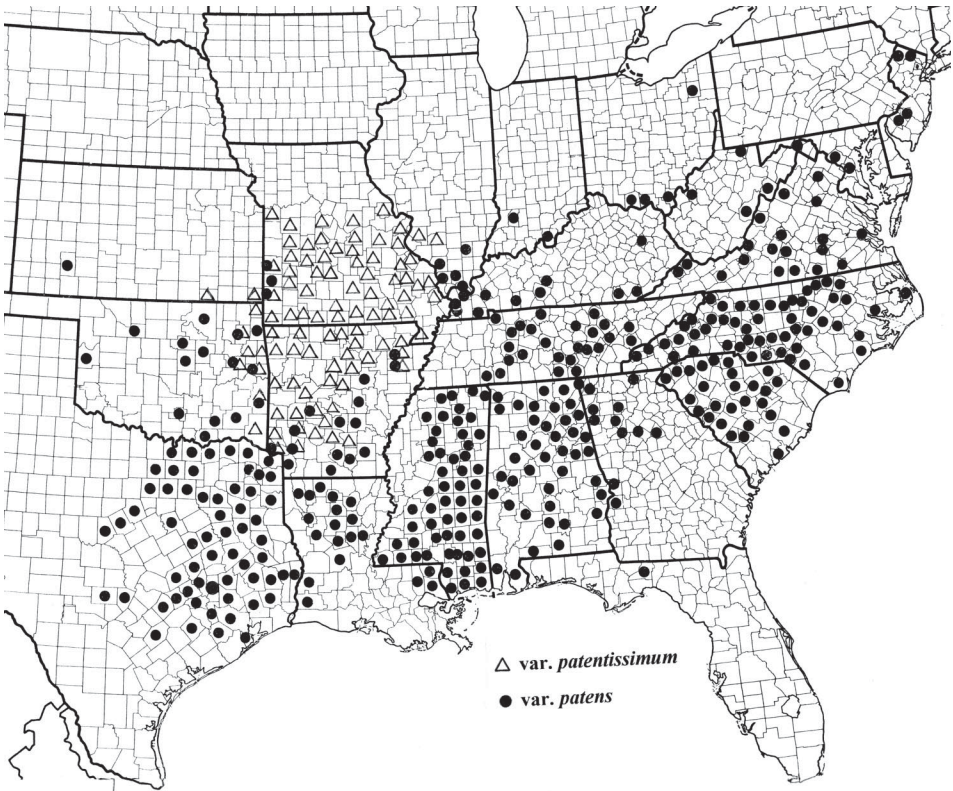 △ var. patentissimum
● var. patens